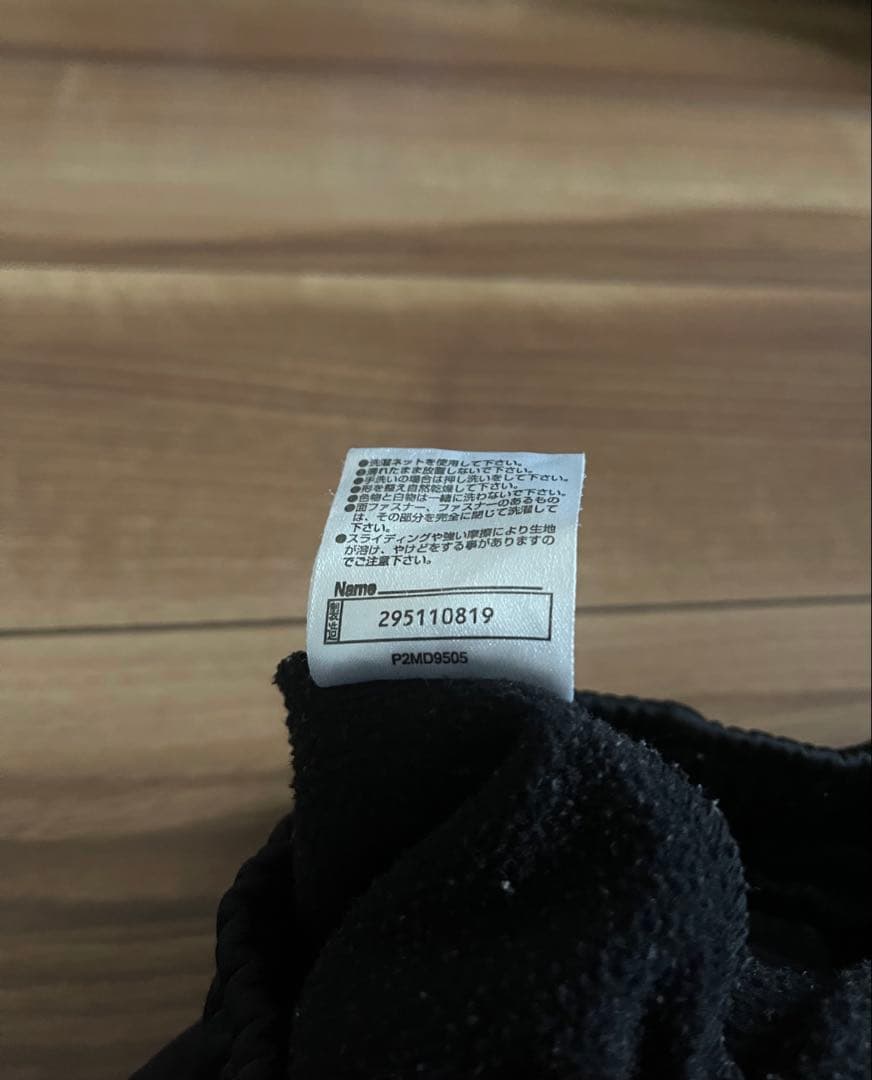 ●洗濯ネットを使用して下さい。
●濡れたまま放置しないで下さい。
●手洗いの場合は押し洗いをして下さい。
●形を整え自然乾燥して下さい。
●色物と白物は一緒に洗わないで下さい。
●面ファスナー、ファスナーのあるもの
は、その部分を完全に閉じて洗濯して
下さい。
●スライディングや強い摩擦により生地
が溶け、やけどをする事がありますの
でご注意下さい。
Name
295110819
P2MD9505